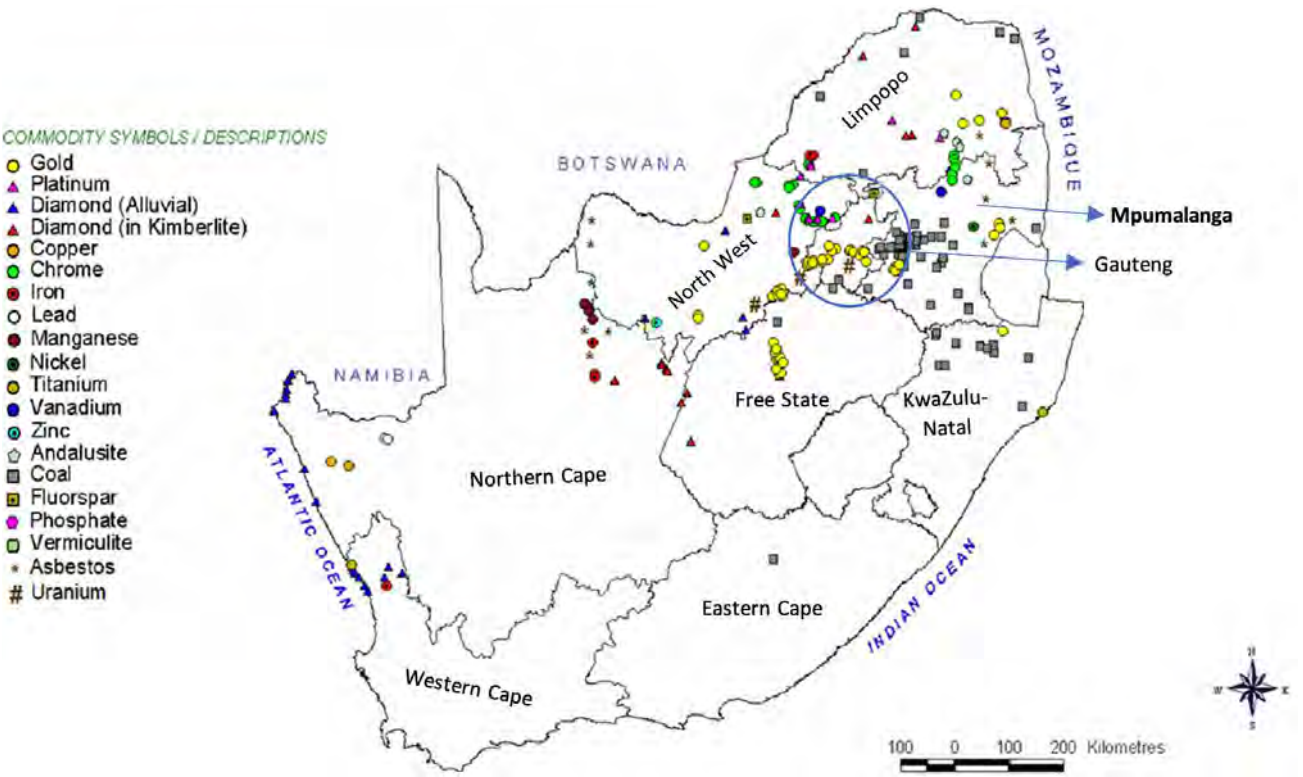 COMMODITY SYMBOLS / DESCRIPTIONS
Gold
Platinum
Diamond (Alluvial)
Diamond (in Kimberlite)
Copper
Chrome
Iron
Lead
Manganese
Nickel
Titanium
Vanadium
Zinc
Andalusite
Coal
Fluorspar
Phosphate
Vermiculite
Asbestos
# Uranium
MOZAMBIQUE
Limpopo
BOTSWANA
Mpumalanga
Gauteng
North West
NAMIBIA
Free State
KwaZulu-
Natal
Northern Cape
ATLANTIC OCEAN
Eastern Cape
INDIAN OCEAN
Western Cape
N
W E
S
100 0 100 200 Kilometres